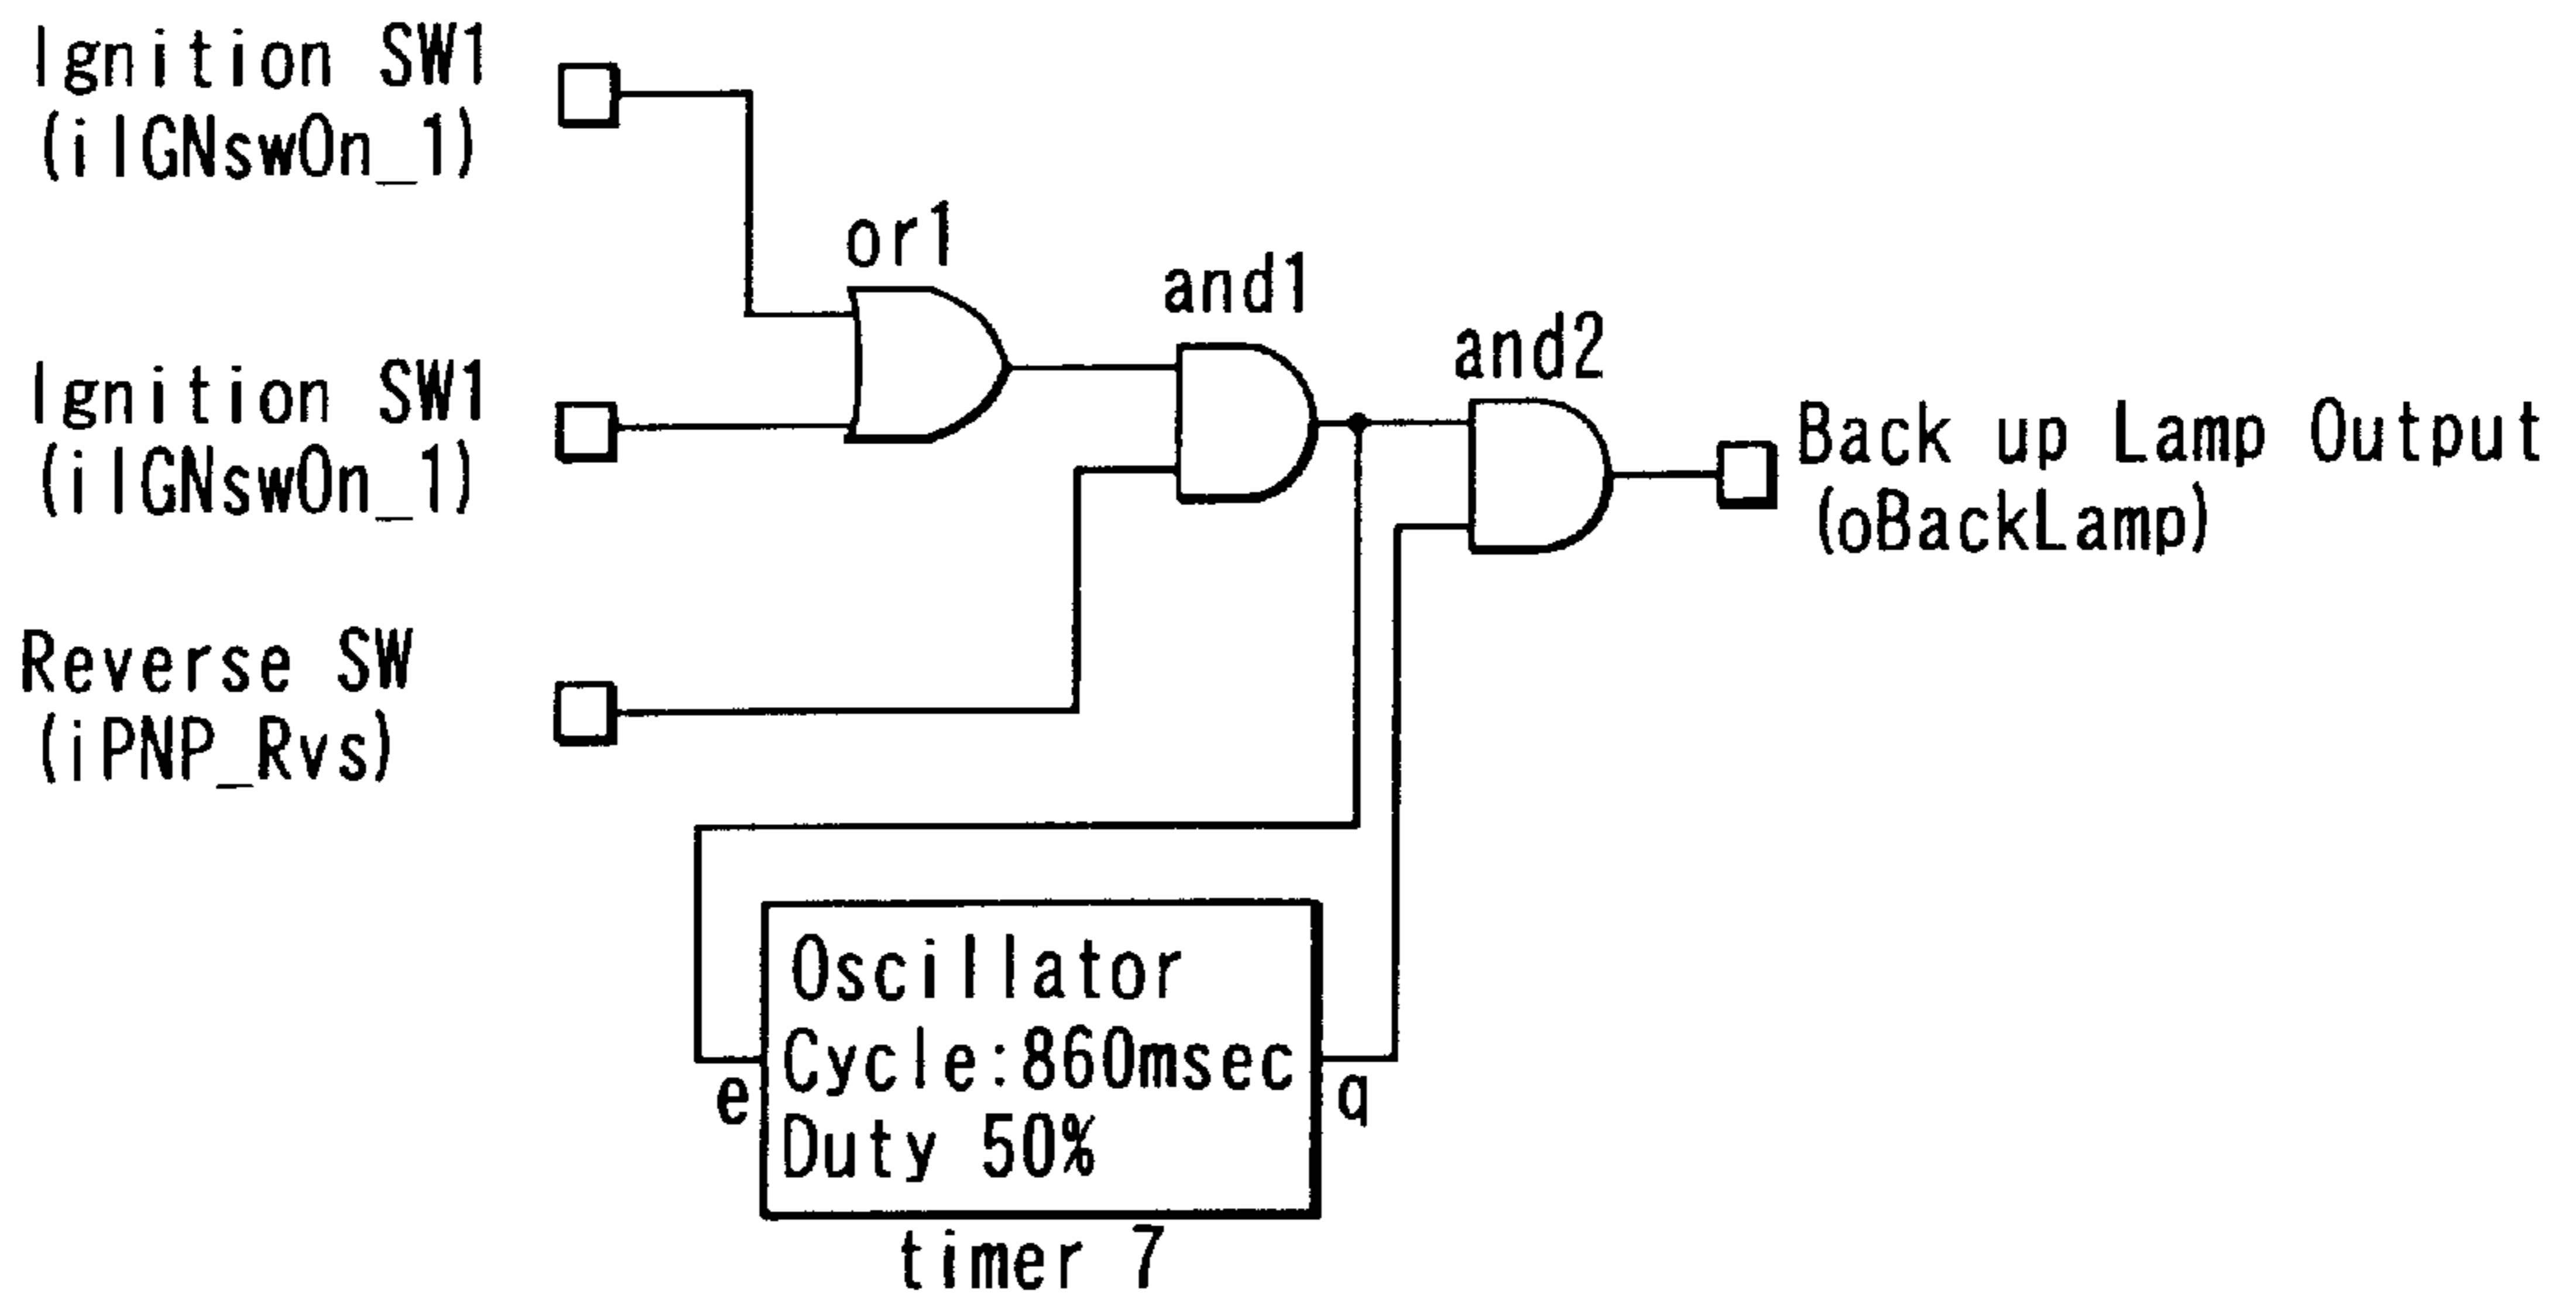 Ignition SW1
(iIGNswOn_1)
or1
and1
and2
Ignition SW1
(iIGNswOn_1)
Back up Lamp Output
(oBackLamp)
Reverse SW
(iPNP_Rvs)
Oscillator
Cycle:860msec
Duty 50%
e
q
timer 7